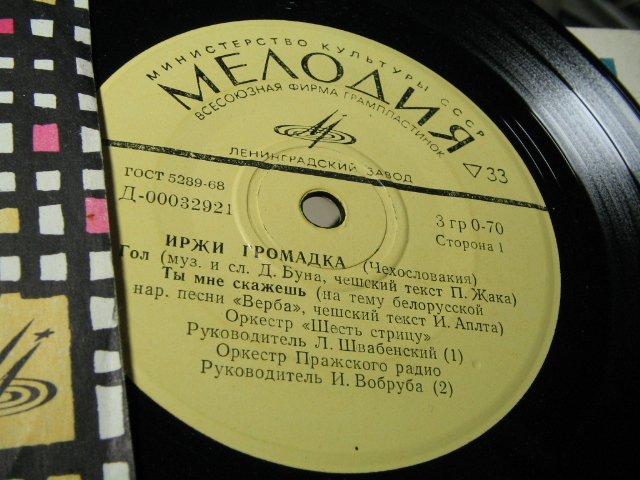 МИНИСТЕРСТВО КУЛЬТУРЫ СССР
МЕЛОДИЯ
ВСЕСОЮЗНАЯ ФИРМА ГРАМПЛАСТИНОК
ЛЕНИНГРАДСКИЙ ЗАВОД
▽33
ГОСТ 5289-68
Д-00032921
3 гр 0-70
Сторона 1
ИРЖИ ГРОМАДКА (Чехословакия)
Гол (муз. и сл. Д. Буна, чешский текст П. Жака)
Ты мне скажешь (на тему белорусской
нар. песни «Верба», чешский текст И. Аплта)
Оркестр «Шесть стрицу»
Руководитель Л. Швабенский (1)
Оркестр Пражского радио
Руководитель И. Вобруба (2)